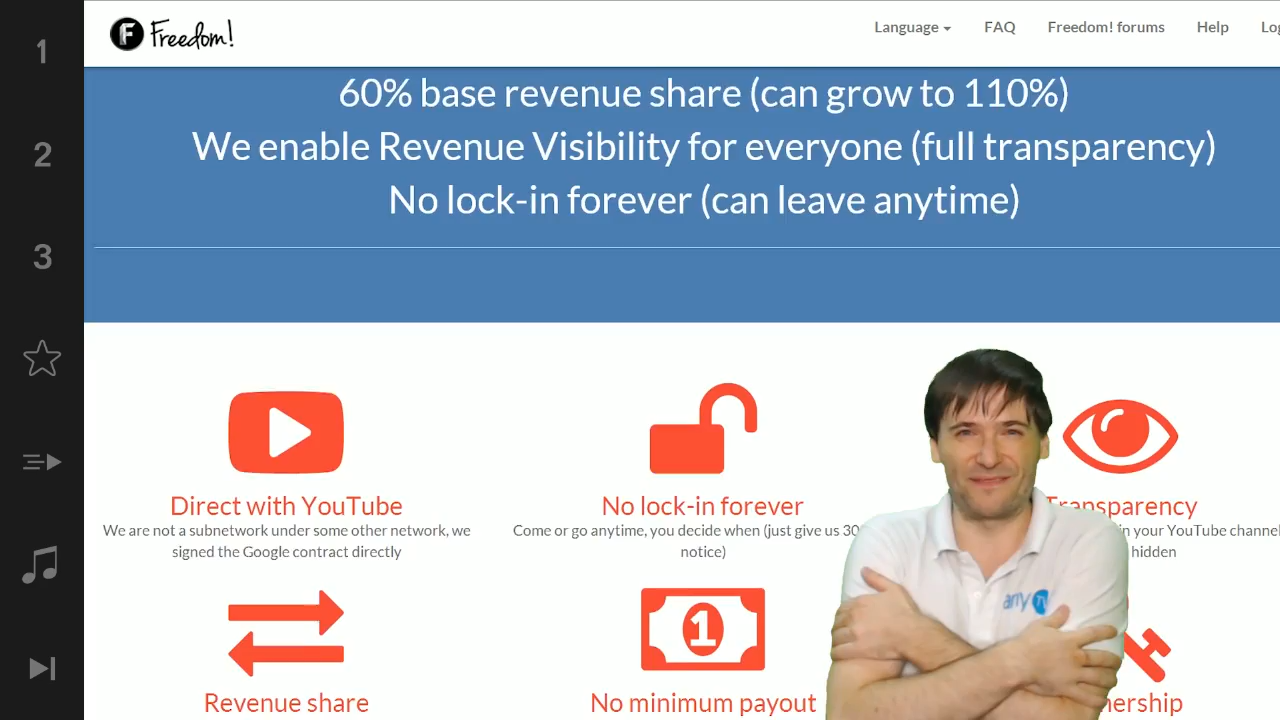 1
2
3
F Freedom!
Language
FAQ
Freedom! forums
Help
60% base revenue share (can grow to 110%)
We enable Revenue Visibility for everyone (full transparency)
No lock-in forever (can leave anytime)
Direct with YouTube
We are not a subnetwork under some other network, we
signed the Google contract directly
No lock-in forever
Come or go anytime, you decide when (just give us 30
notice)
Transparency
in your YouTube channel
hidden
any TV
Revenue share
1
No minimum payout